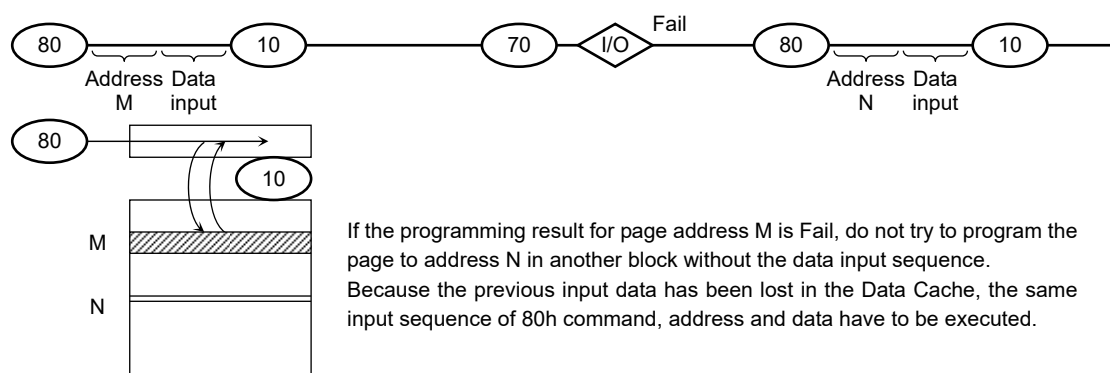 Fail
80 10 70 I/O 80 10
Address Data Address Data
M input N input
80
10
M
If the programming result for page address M is Fail, do not try to program the
page to address N in another block without the data input sequence.
N
Because the previous input data has been lost in the Data Cache, the same
input sequence of 80h command, address and data have to be executed.